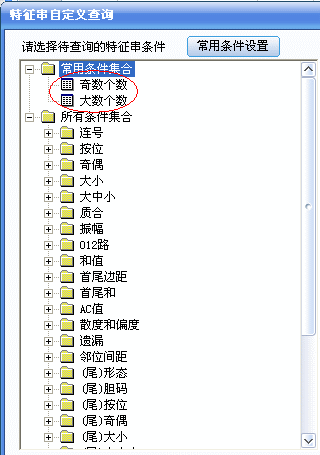 特征串自定义查询
请选择待查询的特征串条件 常用条件设置
常用条件集合
奇数个数
大数个数
所有条件集合
连号
按位
奇偶
大小
大中小
质合
振幅
012路
和值
首尾边距
首尾和
AC值
散度和偏度
遗漏
邻位间距
(尾)形态
(尾)胆码
(尾)按位
(尾)奇偶
(尾)大小